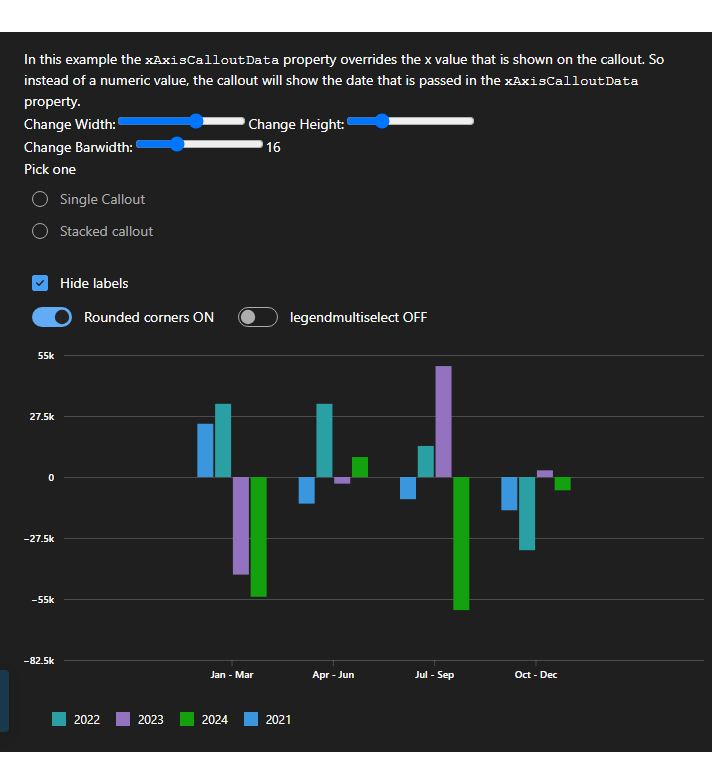 In this example the xAxisCalloutData property overrides the x value that is shown on the callout. So
instead of a numeric value, the callout will show the date that is passed in the xAxisCalloutData
property.
Change Width: Change Height:
Change Barwidth: 16
Pick one
Single Callout
Stacked callout
Hide labels
Rounded corners ON legendmultiselect OFF
55k
27.5k
0
−27.5k
−55k
−82.5k
Jan - Mar Apr - Jun Jul - Sep Oct - Dec
2022 2023 2024 2021